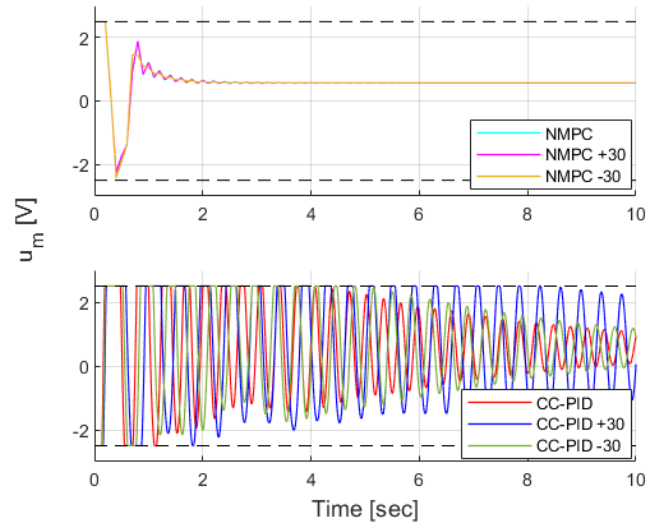 2
0
-2
0 2 4 6 8 10
NMPC
NMPC +30
NMPC -30
u_m [V]
2
0
-2
0 2 4 6 8 10
CC-PID
CC-PID +30
CC-PID -30
Time [sec]